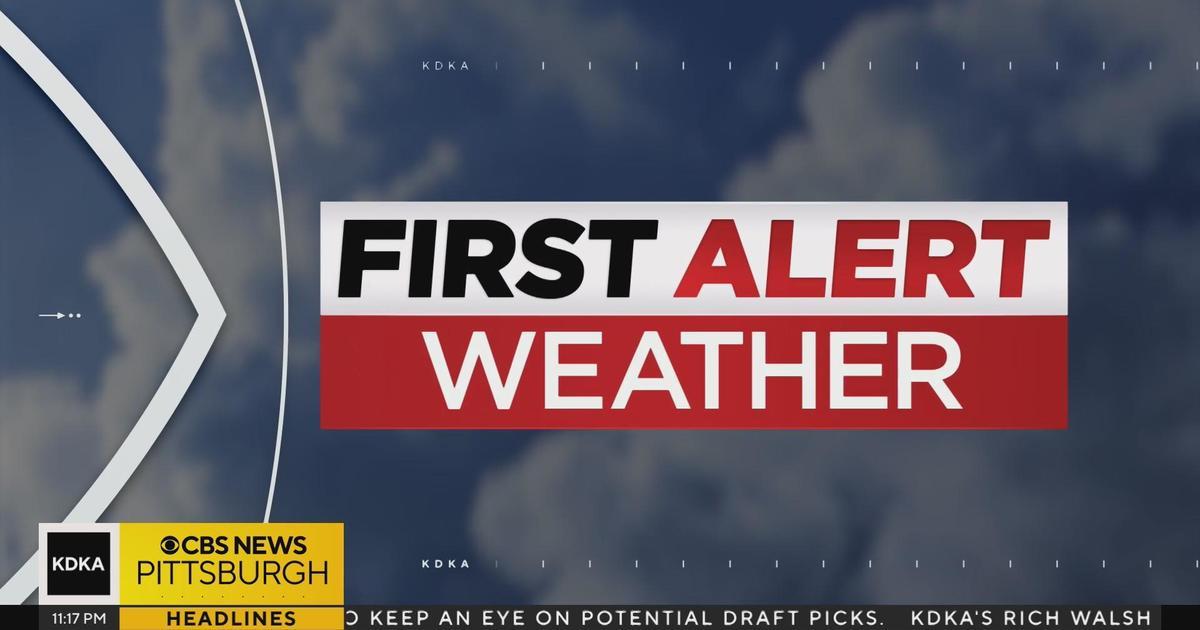 KDKA
FIRST ALERT
WEATHER
KDKA
KDKA
CBS NEWS
PITTSBURGH
11:17 PM
HEADLINES
KEEP AN EYE ON POTENTIAL DRAFT PICKS. KDKA'S RICH WALSH